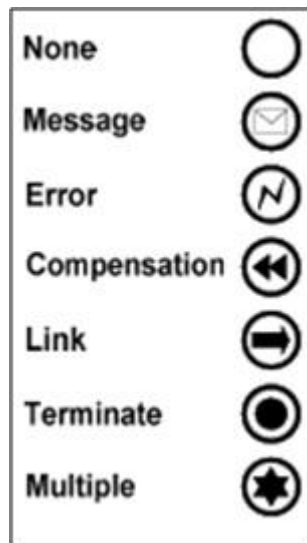 None
Message
Error
Compensation
Link
Terminate
Multiple